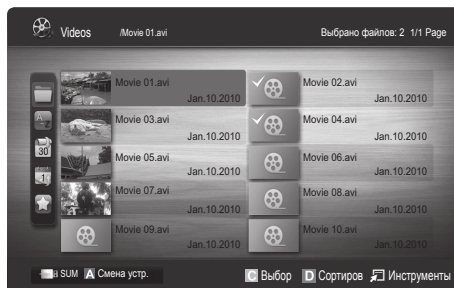 Videos /Movie 01.avi Выбрано файлов: 2 1/1 Page
Movie 01.avi Movie 02.avi
Jan.10.2010 Jan.10.2010
Movie 03.avi Movie 04.avi
Jan.10.2010 Jan.10.2010
30
Movie 05.avi Movie 06.avi
Jan.10.2010 Jan.10.2010
1
Movie 07.avi Movie 08.avi
Jan.10.2010 Jan.10.2010
Movie 09.avi Movie 10.avi
Jan.10.2010 Jan.10.2010
SUM A Смена устр. C Выбор D Сортиров Инструменты